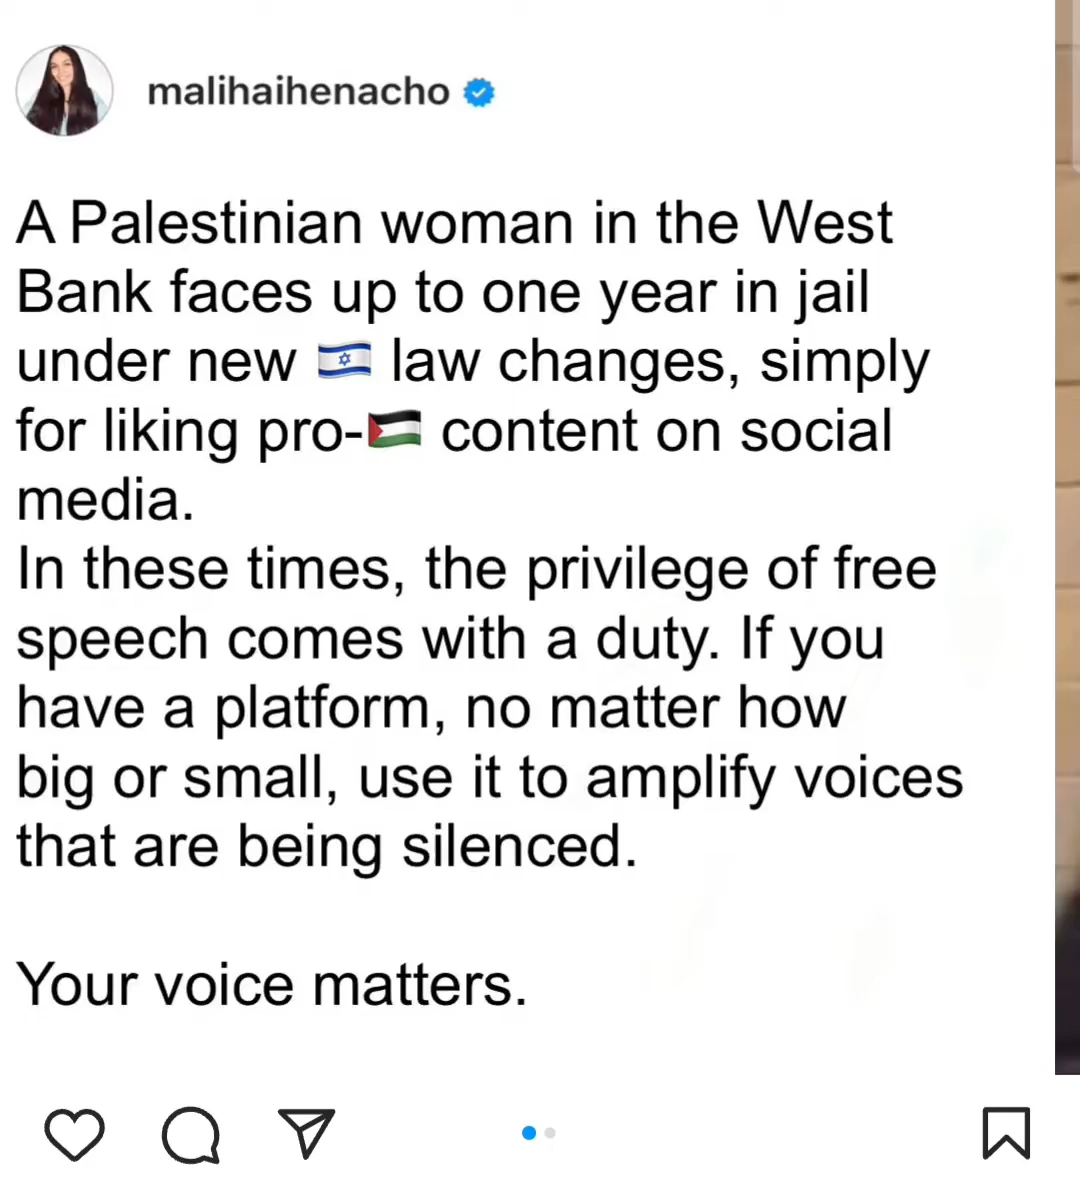 malihaihenacho
A Palestinian woman in the West
Bank faces up to one year in jail
under new 🇮🇱 law changes, simply
for liking pro-🇵🇸 content on social
media.
In these times, the privilege of free
speech comes with a duty. If you
have a platform, no matter how
big or small, use it to amplify voices
that are being silenced.
Your voice matters.